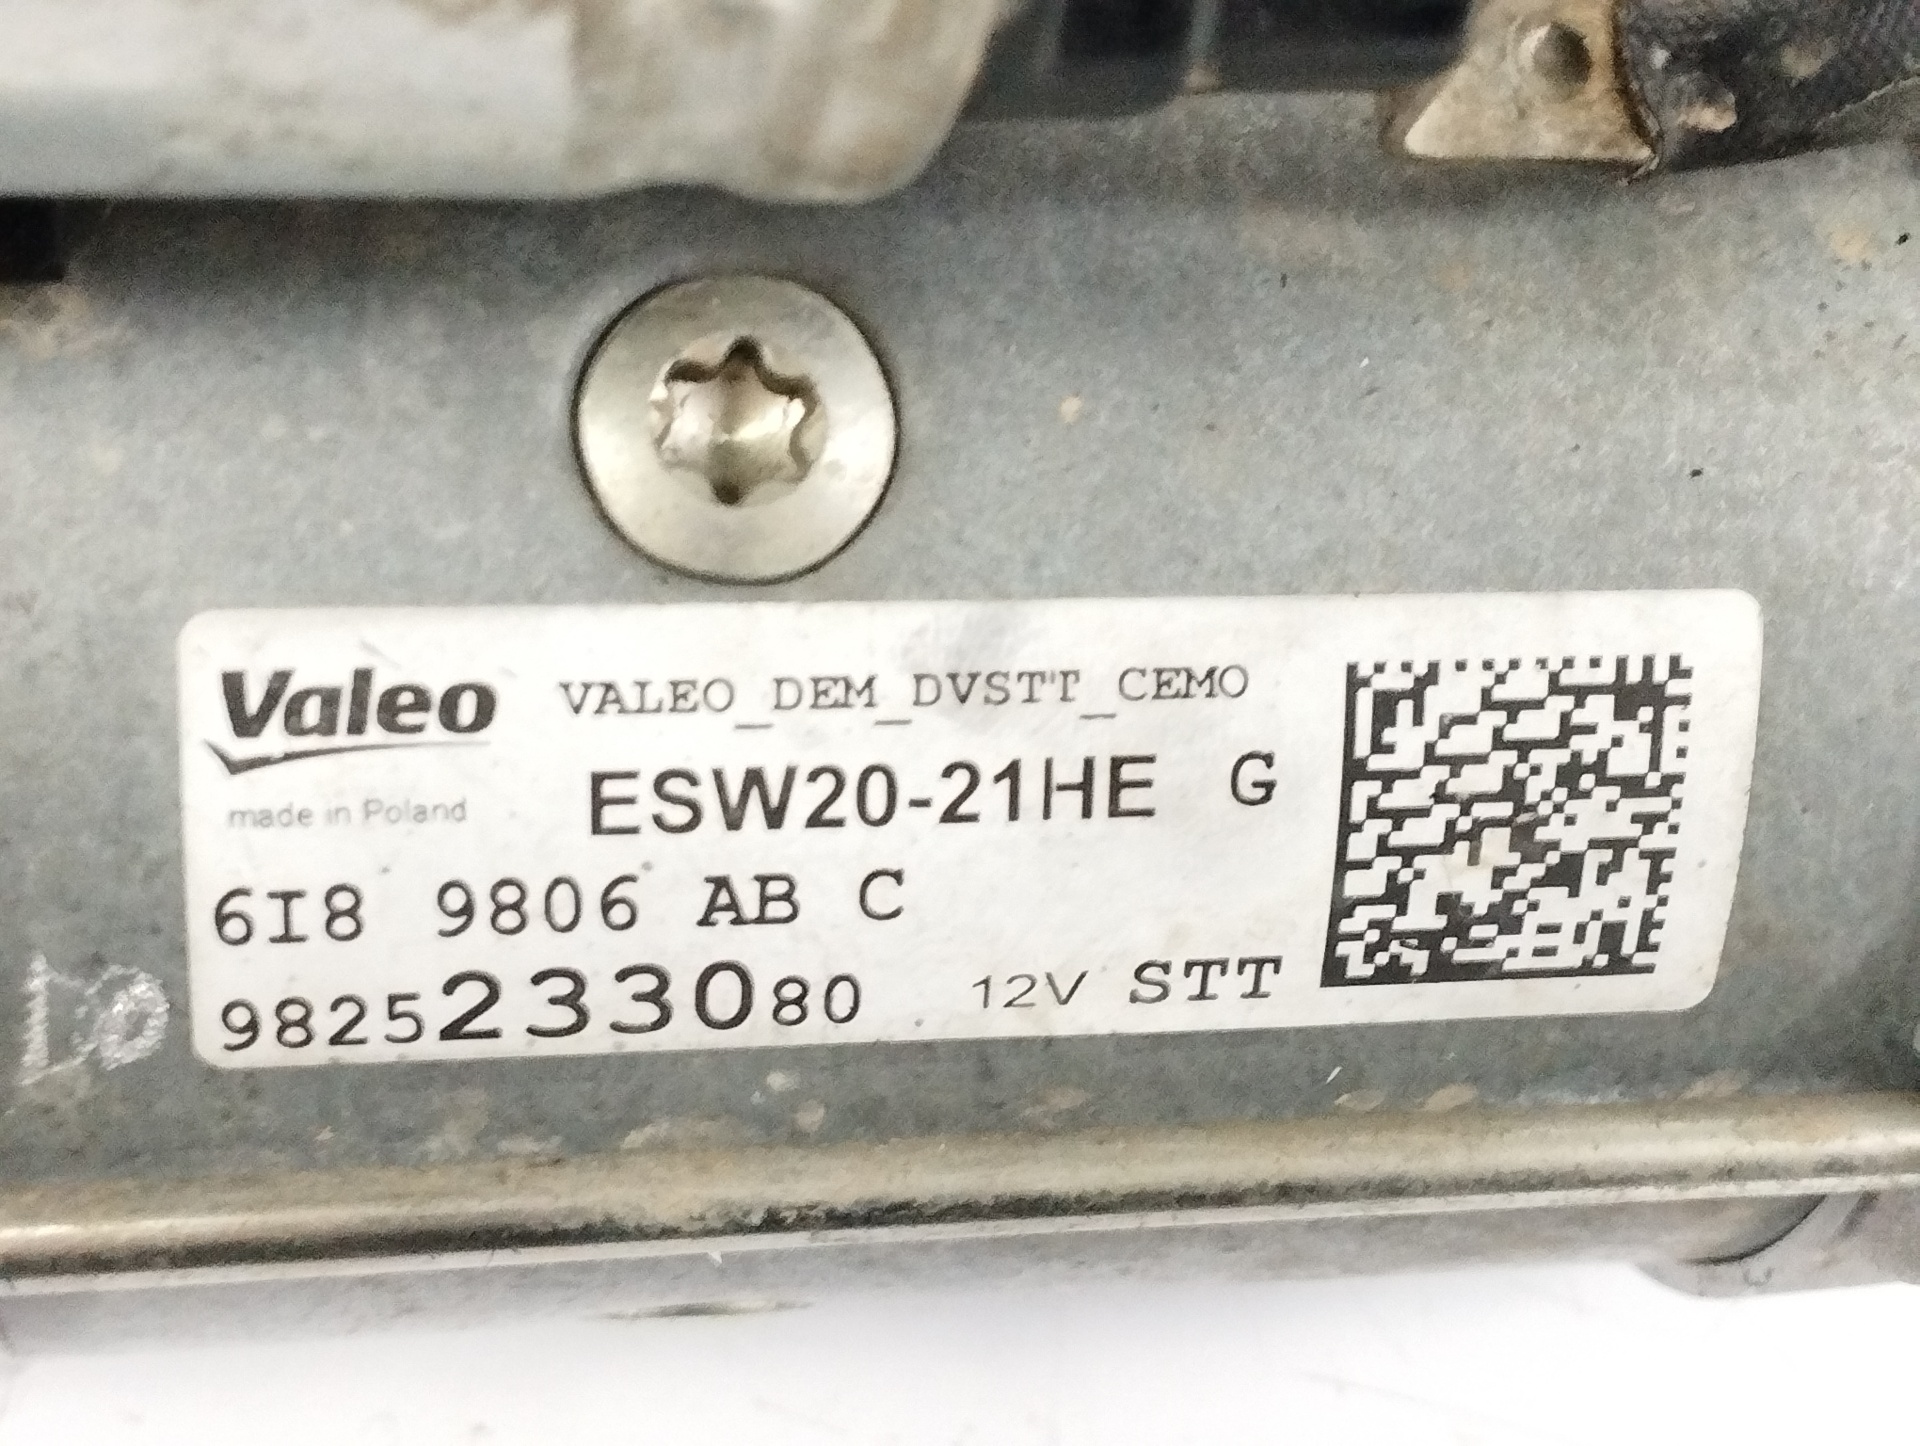 Valeo VALEO_DEM_DVSTT_CEMO
made in Poland ESW20-21HE G
6I8 9806 AB C
9825233080 12V STT